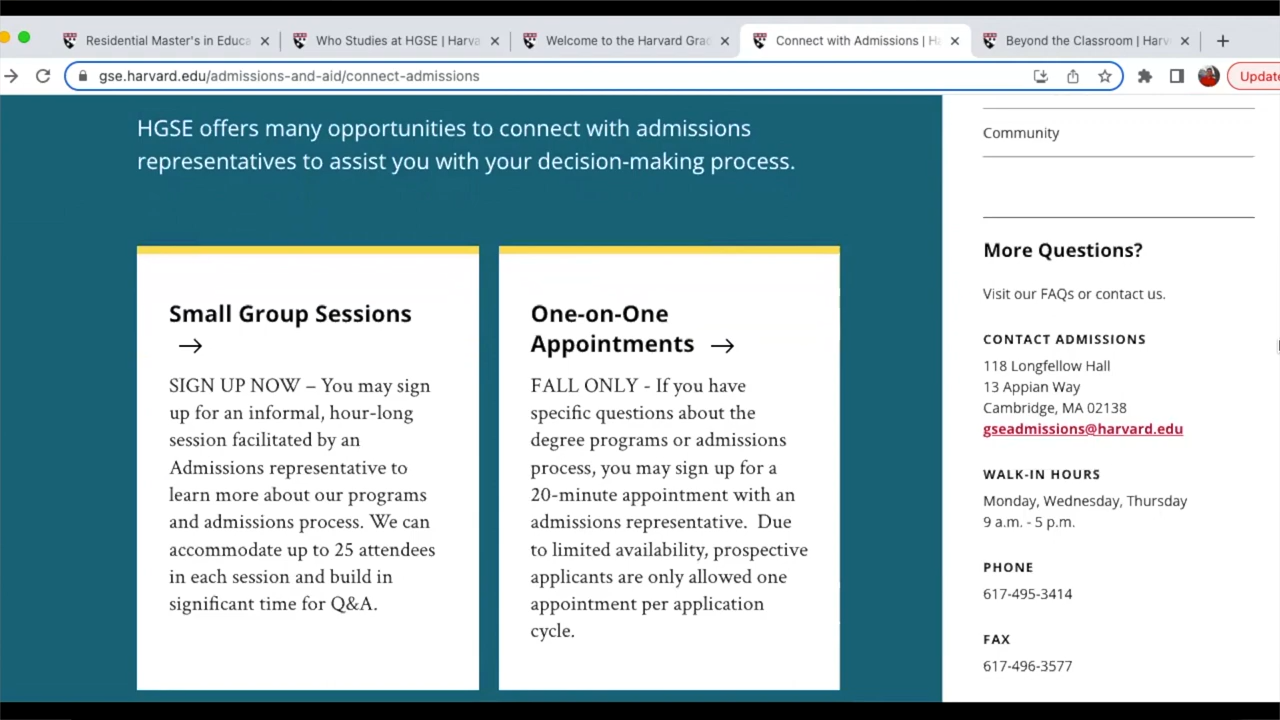 Residential Master's in Educa
Who Studies at HGSE | Harva
Welcome to the Harvard Grac
Connect with Admissions | Ha
Beyond the Classroom | Harv
gse.harvard.edu/admissions-and-aid/connect-admissions
Update
HGSE offers many opportunities to connect with admissions
representatives to assist you with your decision-making process.
Small Group Sessions
→
SIGN UP NOW – You may sign
up for an informal, hour-long
session facilitated by an
Admissions representative to
learn more about our programs
and admissions process. We can
accommodate up to 25 attendees
in each session and build in
significant time for Q&A.
One-on-One
Appointments →
FALL ONLY - If you have
specific questions about the
degree programs or admissions
process, you may sign up for a
20-minute appointment with an
admissions representative. Due
to limited availability, prospective
applicants are only allowed one
appointment per application
cycle.
Community
More Questions?
Visit our FAQs or contact us.
CONTACT ADMISSIONS
118 Longfellow Hall
13 Appian Way
Cambridge, MA 02138
gseadmissions@harvard.edu
WALK-IN HOURS
Monday, Wednesday, Thursday
9 a.m. - 5 p.m.
PHONE
617-495-3414
FAX
617-496-3577